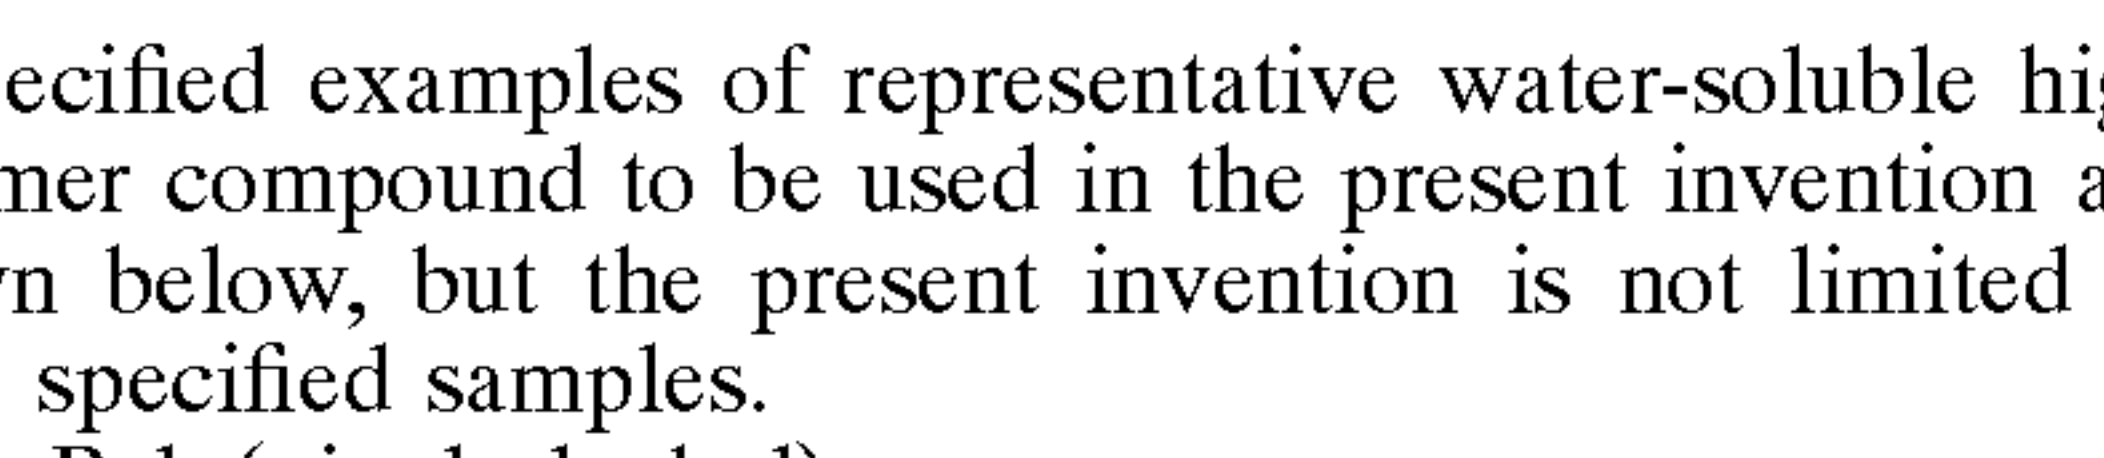 ecified examples of representative water-soluble hi
mer compound to be used in the present invention a
n below, but the present invention is not limited
specified samples.